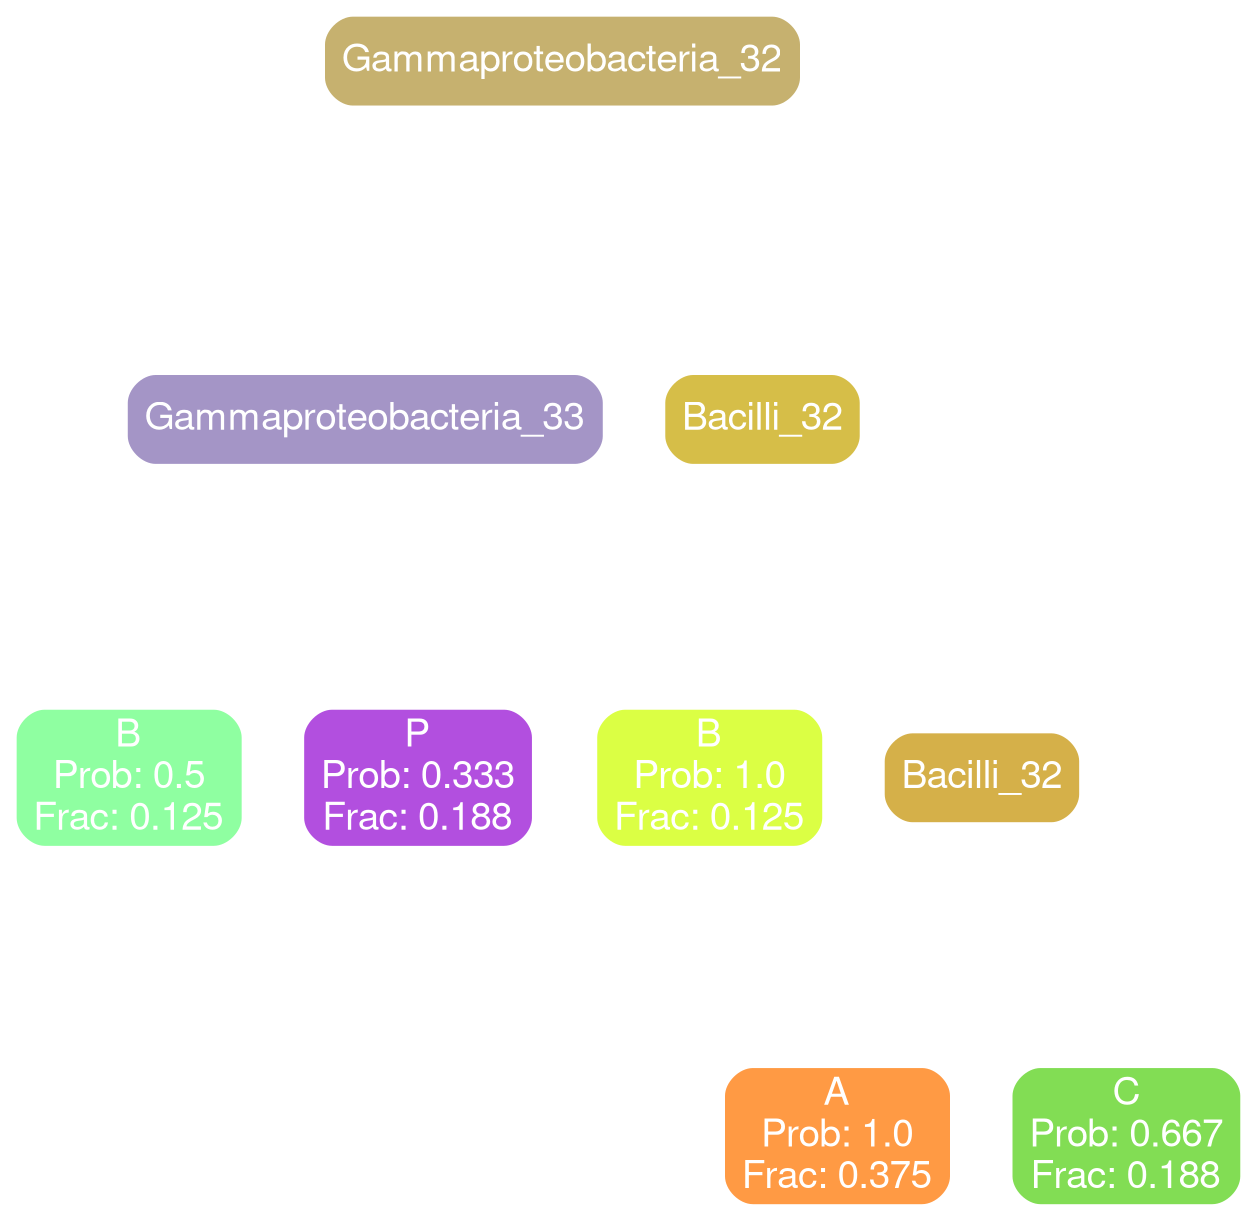 Gammaproteobacteria_32
Gammaproteobacteria_33
Bacilli_32
B
Prob: 0.5
Frac: 0.125
P
Prob: 0.333
Frac: 0.188
B
Prob: 1.0
Frac: 0.125
Bacilli_32
A
Prob: 1.0
Frac: 0.375
C
Prob: 0.667
Frac: 0.188